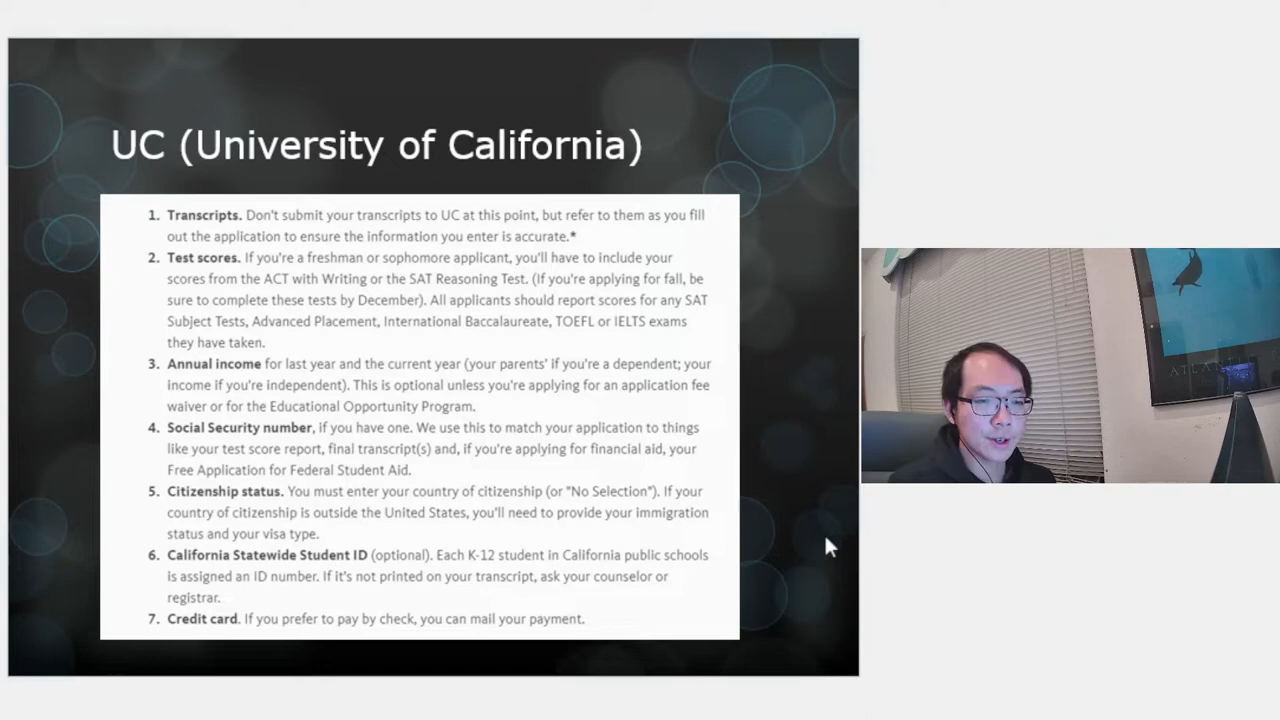 UC (University of California)
1. Transcripts. Don't submit your transcripts to UC at this point, but refer to them as you fill
out the application to ensure the information you enter is accurate.*
2. Test scores. If you're a freshman or sophomore applicant, you'll have to include your
scores from the ACT with Writing or the SAT Reasoning Test. (If you're applying for fall, be
sure to complete these tests by December). All applicants should report scores for any SAT
Subject Tests, Advanced Placement, International Baccalaureate, TOEFL or IELTS exams
they have taken.
3. Annual income for last year and the current year (your parents' if you're a dependent; your
income if you're independent). This is optional unless you're applying for an application fee
waiver or for the Educational Opportunity Program.
4. Social Security number, if you have one. We use this to match your application to things
like your test score report, final transcript(s) and, if you're applying for financial aid, your
Free Application for Federal Student Aid.
5. Citizenship status. You must enter your country of citizenship (or "No Selection"). If your
country of citizenship is outside the United States, you'll need to provide your immigration
status and your visa type.
6. California Statewide Student ID (optional). Each K-12 student in California public schools
is assigned an ID number. If it's not printed on your transcript, ask your counselor or
registrar.
7. Credit card. If you prefer to pay by check, you can mail your payment.